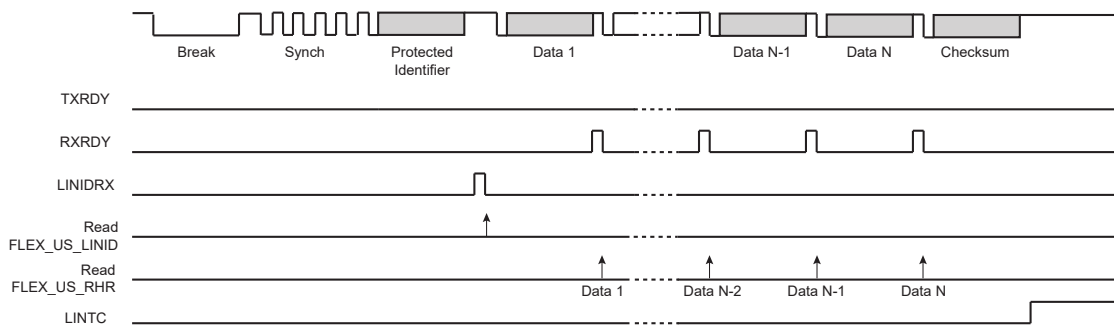 Break
Synch
Protected
Identifier
Data 1
Data N-1
Data N
Checksum
TXRDY
RXRDY
LINIDRX
Read
FLEX_US_LINID
Read
FLEX_US_RHR
Data 1
Data N-2
Data N-1
Data N
LINTC